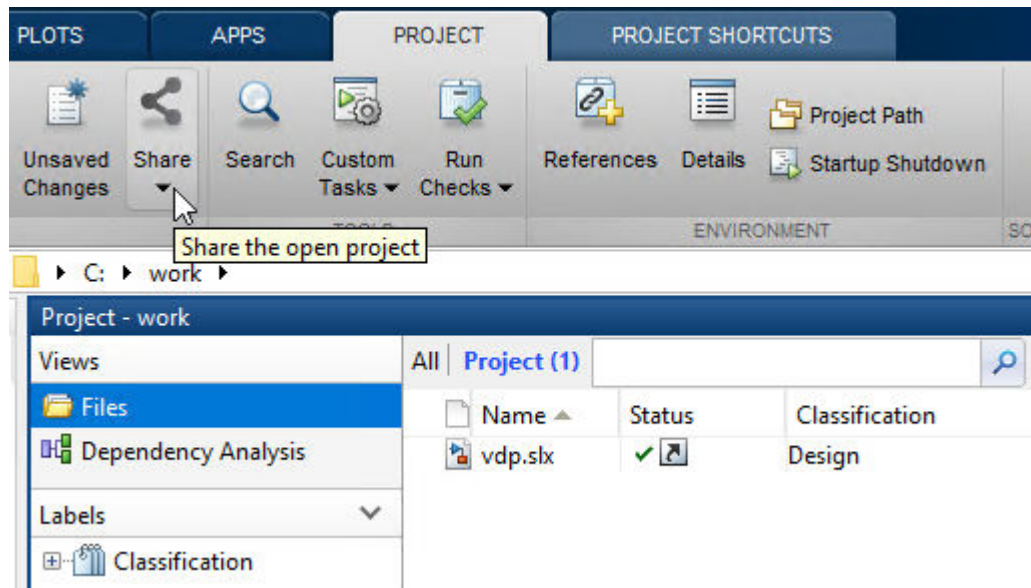 PLOTS APPS PROJECT PROJECT SHORTCUTS
Unsaved Changes
Share
Search
Custom Tasks
Run Checks
References
Details
Project Path
Startup Shutdown
ENVIRONMENT
Share the open project
C: work
Project - work
Views
All Project (1)
Files
Name Status Classification
Dependency Analysis
vdp.slx Design
Labels
Classification